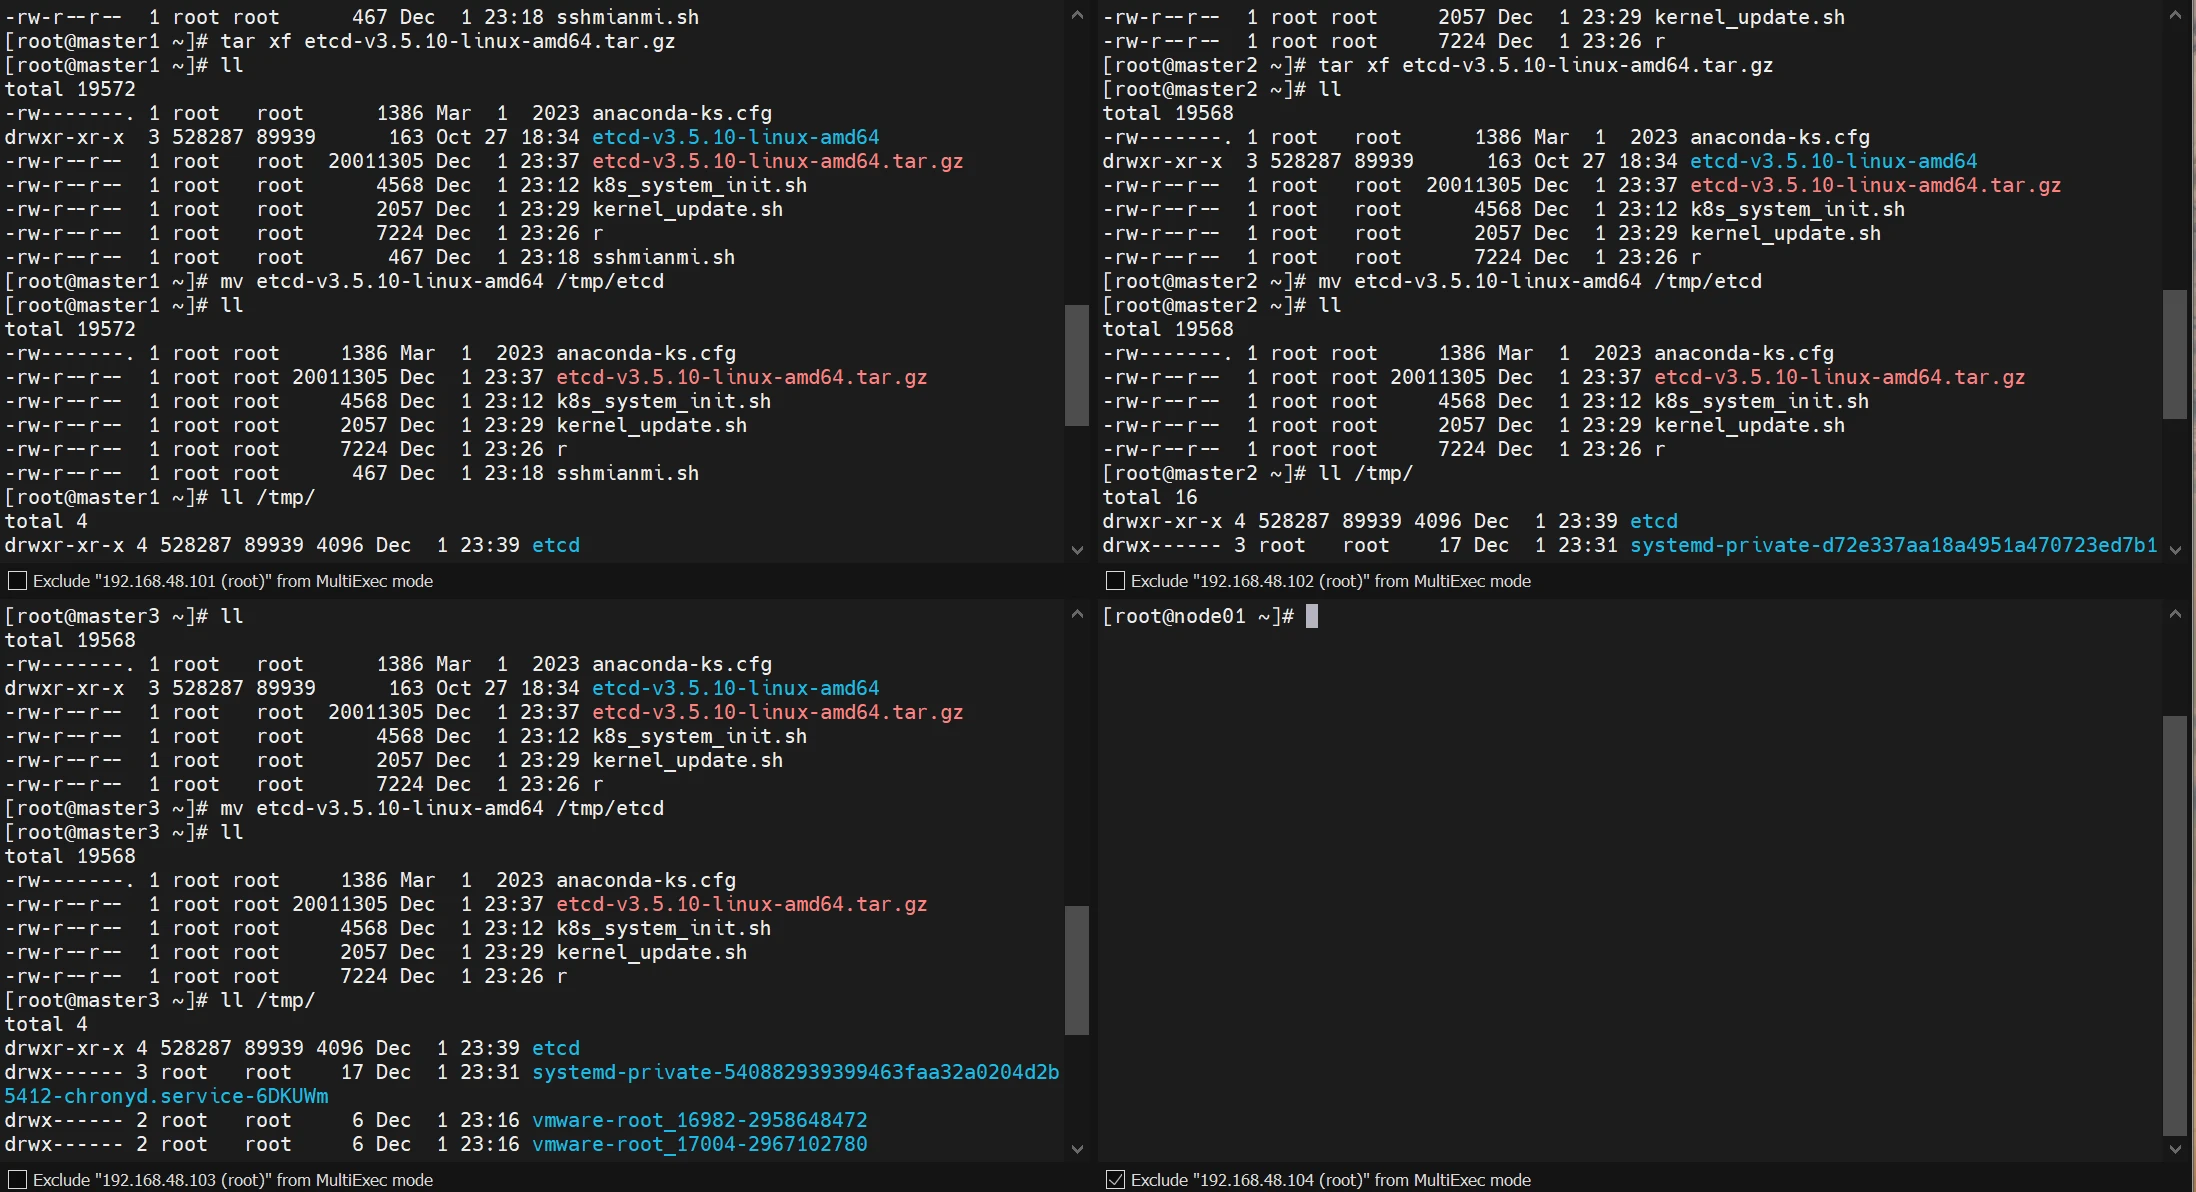 -rw-r--r--  1 root root      467 Dec  1 23:18 sshmianmi.sh
[root@master1 ~]# tar xf etcd-v3.5.10-linux-amd64.tar.gz
[root@master1 ~]# ll
total 19572
-rw-------. 1 root   root      1386 Mar  1  2023 anaconda-ks.cfg
drwxr-xr-x  3 528287 89939      163 Oct 27 18:34 etcd-v3.5.10-linux-amd64
-rw-r--r--  1 root   root  20011305 Dec  1 23:37 etcd-v3.5.10-linux-amd64.tar.gz
-rw-r--r--  1 root   root      4568 Dec  1 23:12 k8s_system_init.sh
-rw-r--r--  1 root   root      2057 Dec  1 23:29 kernel_update.sh
-rw-r--r--  1 root   root      7224 Dec  1 23:26 r
-rw-r--r--  1 root   root       467 Dec  1 23:18 sshmianmi.sh
[root@master1 ~]# mv etcd-v3.5.10-linux-amd64 /tmp/etcd
[root@master1 ~]# ll
total 19572
-rw-------. 1 root root     1386 Mar  1  2023 anaconda-ks.cfg
-rw-r--r--  1 root root 20011305 Dec  1 23:37 etcd-v3.5.10-linux-amd64.tar.gz
-rw-r--r--  1 root root     4568 Dec  1 23:12 k8s_system_init.sh
-rw-r--r--  1 root root     2057 Dec  1 23:29 kernel_update.sh
-rw-r--r--  1 root root     7224 Dec  1 23:26 r
-rw-r--r--  1 root root      467 Dec  1 23:18 sshmianmi.sh
[root@master1 ~]# ll /tmp/
total 4
drwxr-xr-x 4 528287 89939 4096 Dec  1 23:39 etcd
Exclude "192.168.48.101 (root)" from MultiExec mode
-rw-r--r--  1 root root     2057 Dec  1 23:29 kernel_update.sh
-rw-r--r--  1 root root     7224 Dec  1 23:26 r
[root@master2 ~]# tar xf etcd-v3.5.10-linux-amd64.tar.gz
[root@master2 ~]# ll
total 19568
-rw-------. 1 root   root      1386 Mar  1  2023 anaconda-ks.cfg
drwxr-xr-x  3 528287 89939      163 Oct 27 18:34 etcd-v3.5.10-linux-amd64
-rw-r--r--  1 root   root  20011305 Dec  1 23:37 etcd-v3.5.10-linux-amd64.tar.gz
-rw-r--r--  1 root   root      4568 Dec  1 23:12 k8s_system_init.sh
-rw-r--r--  1 root   root      2057 Dec  1 23:29 kernel_update.sh
-rw-r--r--  1 root   root      7224 Dec  1 23:26 r
[root@master2 ~]# mv etcd-v3.5.10-linux-amd64 /tmp/etcd
[root@master2 ~]# ll
total 19568
-rw-------. 1 root root     1386 Mar  1  2023 anaconda-ks.cfg
-rw-r--r--  1 root root 20011305 Dec  1 23:37 etcd-v3.5.10-linux-amd64.tar.gz
-rw-r--r--  1 root root     4568 Dec  1 23:12 k8s_system_init.sh
-rw-r--r--  1 root root     2057 Dec  1 23:29 kernel_update.sh
-rw-r--r--  1 root root     7224 Dec  1 23:26 r
[root@master2 ~]# ll /tmp/
total 16
drwxr-xr-x 4 528287 89939 4096 Dec  1 23:39 etcd
drwx------ 3 root   root    17 Dec  1 23:31 systemd-private-d72e337aa18a4951a470723ed7b1
Exclude "192.168.48.102 (root)" from MultiExec mode
[root@master3 ~]# ll
total 19568
-rw-------. 1 root   root      1386 Mar  1  2023 anaconda-ks.cfg
drwxr-xr-x  3 528287 89939      163 Oct 27 18:34 etcd-v3.5.10-linux-amd64
-rw-r--r--  1 root   root  20011305 Dec  1 23:37 etcd-v3.5.10-linux-amd64.tar.gz
-rw-r--r--  1 root   root      4568 Dec  1 23:12 k8s_system_init.sh
-rw-r--r--  1 root   root      2057 Dec  1 23:29 kernel_update.sh
-rw-r--r--  1 root   root      7224 Dec  1 23:26 r
[root@master3 ~]# mv etcd-v3.5.10-linux-amd64 /tmp/etcd
[root@master3 ~]# ll
total 19568
-rw-------. 1 root root     1386 Mar  1  2023 anaconda-ks.cfg
-rw-r--r--  1 root root 20011305 Dec  1 23:37 etcd-v3.5.10-linux-amd64.tar.gz
-rw-r--r--  1 root root     4568 Dec  1 23:12 k8s_system_init.sh
-rw-r--r--  1 root root     2057 Dec  1 23:29 kernel_update.sh
-rw-r--r--  1 root root     7224 Dec  1 23:26 r
[root@master3 ~]# ll /tmp/
total 4
drwxr-xr-x 4 528287 89939 4096 Dec  1 23:39 etcd
drwx------ 3 root   root    17 Dec  1 23:31 systemd-private-540882939399463faa32a0204d2b
5412-chronyd.service-6DKUWm
drwx------ 2 root   root     6 Dec  1 23:16 vmware-root_16982-2958648472
drwx------ 2 root   root     6 Dec  1 23:16 vmware-root_17004-2967102780
Exclude "192.168.48.103 (root)" from MultiExec mode
[root@node01 ~]#
Exclude "192.168.48.104 (root)" from MultiExec mode